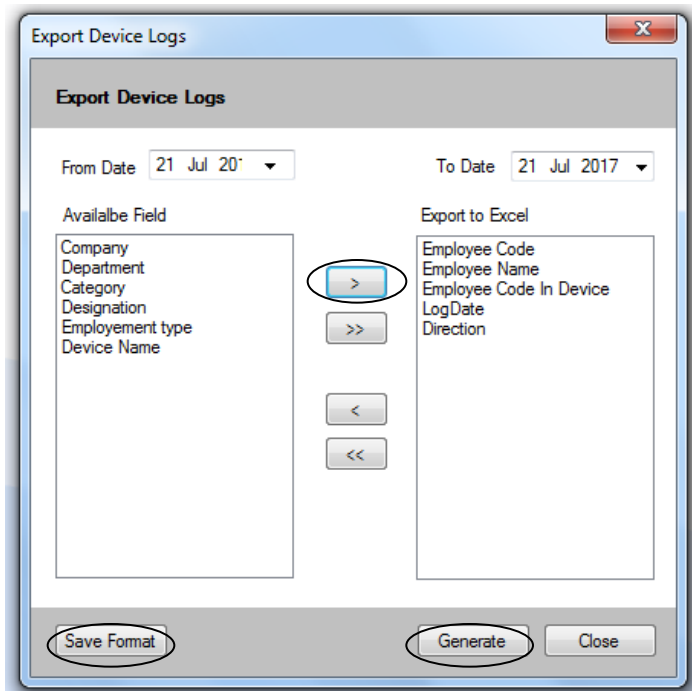 Export Device Logs
Export Device Logs
From Date 21 Jul 201
To Date 21 Jul 2017
Availalbe Field
Export to Excel
Company
Department
Category
Designation
Employement type
Device Name
>
>>
<
<<
Employee Code
Employee Name
Employee Code In Device
LogDate
Direction
Save Format
Generate
Close